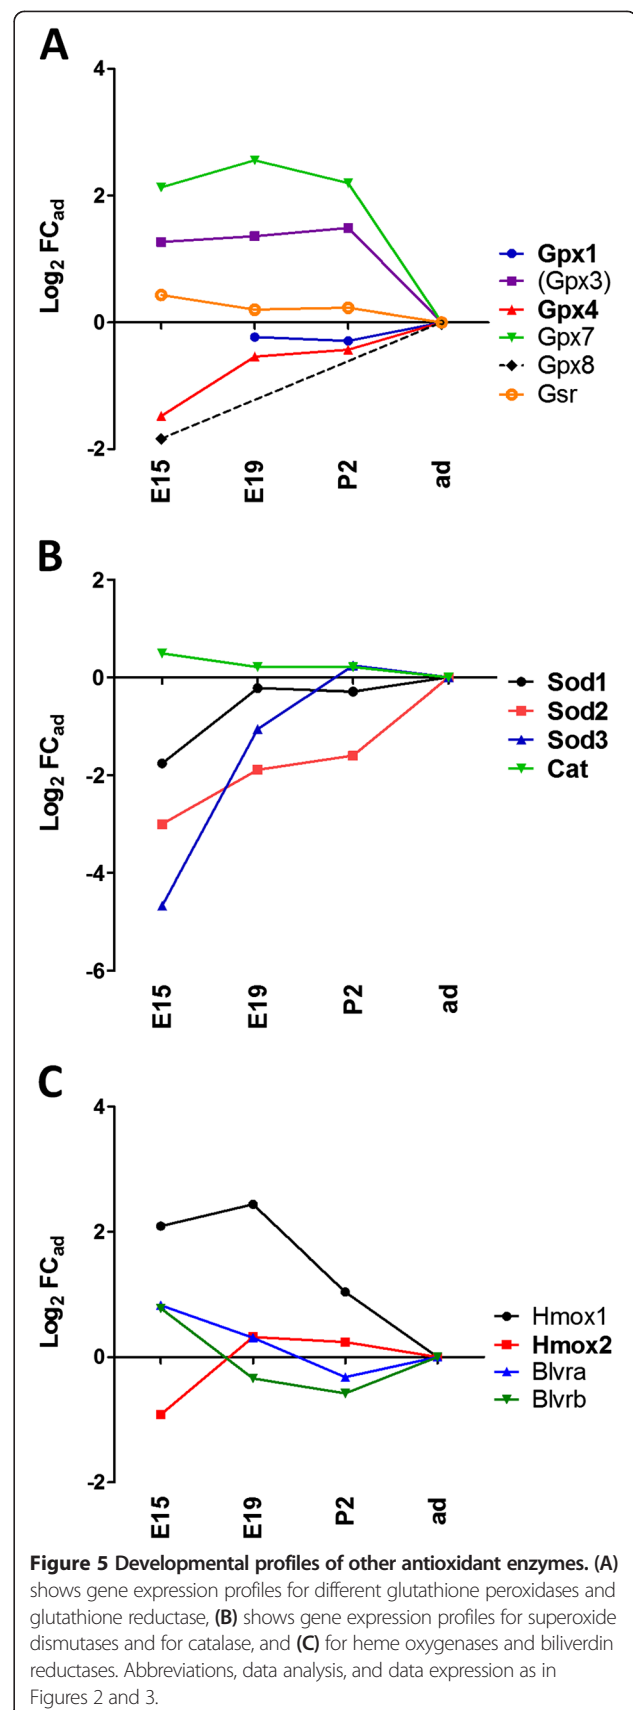 A
4
2
0
-2
Log2 FCad
E15
E19
P2
ad
Gpx1
(Gpx3)
Gpx4
Gpx7
Gpx8
Gsr
B
2
0
-2
-4
-6
Log2 FCad
E15
E19
P2
ad
Sod1
Sod2
Sod3
Cat
C
4
2
0
-2
Log2 FCad
E15
E19
P2
ad
Hmox1
Hmox2
Blvra
Blvrb
Figure 5 Developmental profiles of other antioxidant enzymes. (A)
shows gene expression profiles for different glutathione peroxidases and
glutathione reductase, (B) shows gene expression profiles for superoxide
dismutases and for catalase, and (C) for heme oxygenases and biliverdin
reductases. Abbreviations, data analysis, and data expression as in
Figures 2 and 3.